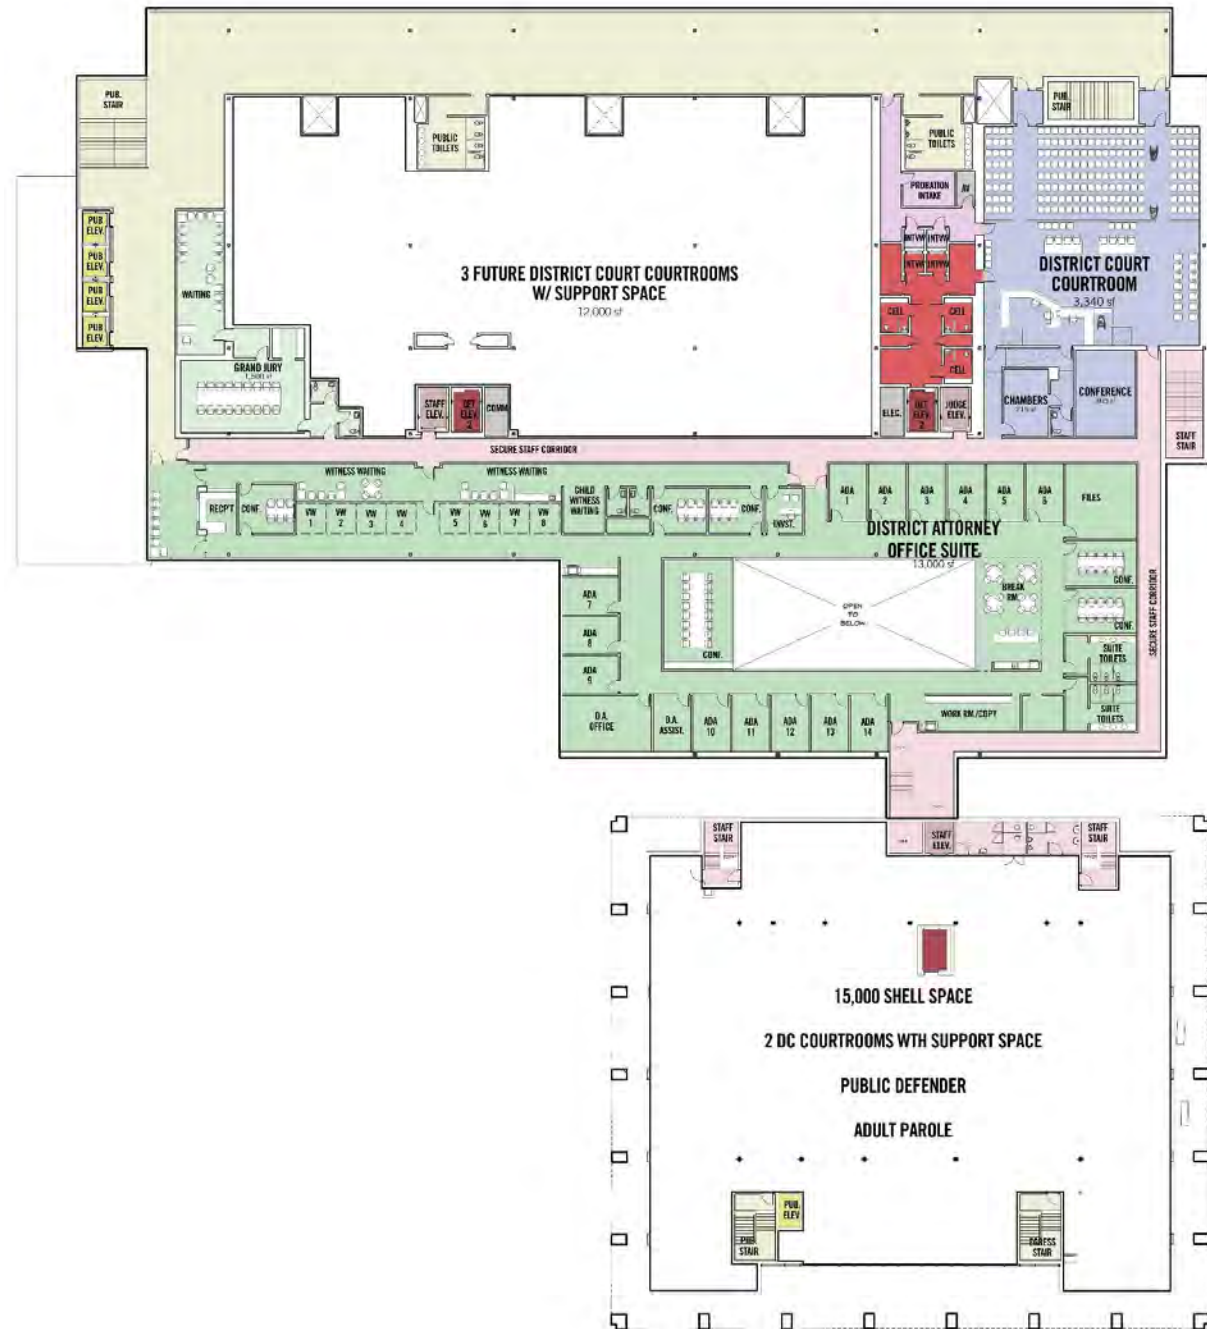 PUB.
STAIR
PUBLIC
TOILETS
PUBLIC
TOILETS
PUB.
STAIR
PROBATION
INTAKE
AV
PUB
ELEV.
PUB
ELEV.
PUB
ELEV.
PUB
ELEV.
WAITING
INTVW
INTVW
INTVW
INTVW
3 FUTURE DISTRICT COURT COURTROOMS
W/ SUPPORT SPACE
12,000 sf
DISTRICT COURT
COURTROOM
3,340 sf
CELL
CELL
CELL
GRAND JURY
STAFF
ELEV.
DET
ELEV.
2
COMM
ELEC.
DET
ELEV.
2
JUDGE
ELEV.
CHAMBERS
CONFERENCE
STAFF
STAIR
SECURE STAFF CORRIDOR
WITNESS WAITING
WITNESS WAITING
RECP'T
CONF.
VW
1
VW
2
VW
3
VW
4
VW
5
VW
6
VW
7
VW
8
CHILD
WITNESS
WAITING
CONF.
CONF.
INVST.
ADA
1
ADA
2
ADA
3
ADA
4
ADA
5
ADA
6
FILES
DISTRICT ATTORNEY
OFFICE SUITE
13,000 sf
ADA
7
ADA
8
ADA
9
CONF.
OPEN
TO
BELOW
BREAK
RM.
CONF.
CONF.
SECURE STAFF CORRIDOR
SUITE
TOILETS
SUITE
TOILETS
D.A.
OFFICE
D.A.
ASSIST.
ADA
10
ADA
11
ADA
12
ADA
13
ADA
14
WORK RM./COPY
STAFF
STAIR
STAFF
ELEV.
STAFF
STAIR
15,000 SHELL SPACE
2 DC COURTROOMS WTH SUPPORT SPACE
PUBLIC DEFENDER
ADULT PAROLE
PUB.
ELEV
PUB.
STAIR
EGRESS
STAIR